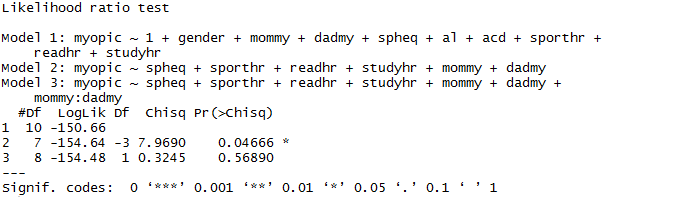 Likelihood ratio test
Model 1: myopic ~ 1 + gender + mommy + dadmy + spheq + al + acd + sporthr +
readhr + studyhr
Model 2: myopic ~ spheq + sporthr + readhr + studyhr + mommy + dadmy
Model 3: myopic ~ spheq + sporthr + readhr + studyhr + mommy + dadmy +
mommy:dadmy
#Df LogLik Df Chisq Pr(>Chisq)
1 10 -150.66
2 7 -154.64 -3 7.9690 0.04666 *
3 8 -154.48 1 0.3245 0.56890
---
Signif. codes: 0 ‘***’ 0.001 ‘**’ 0.01 ‘*’ 0.05 ‘.’ 0.1 ‘ ’ 1